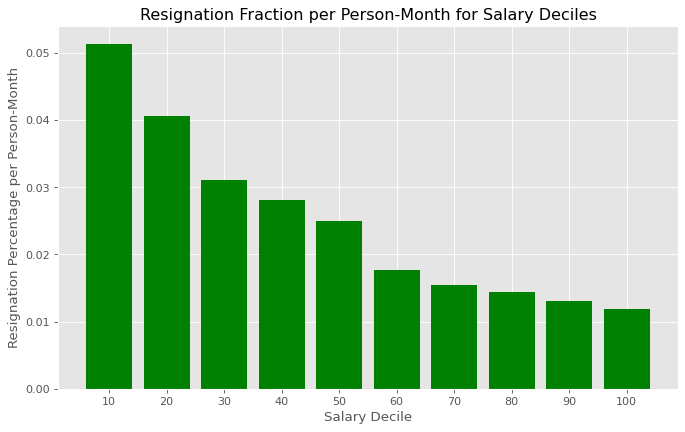 Resignation Fraction per Person-Month for Salary Deciles
Resignation Percentage per Person-Month
0.05
0.04
0.03
0.02
0.01
0.00
10 20 30 40 50 60 70 80 90 100
Salary Decile